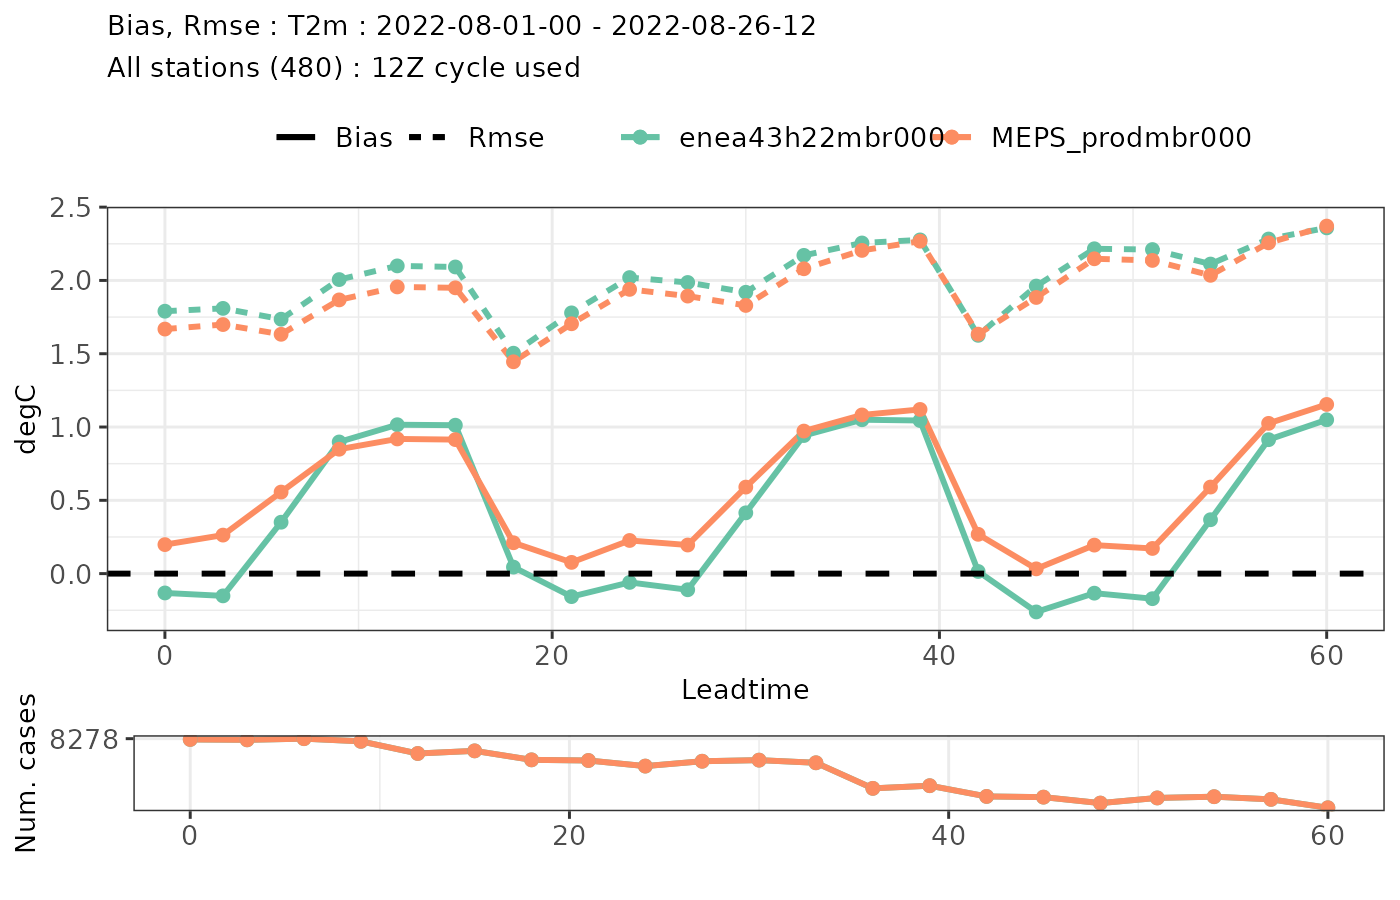 Bias, Rmse : T2m : 2022-08-01-00 - 2022-08-26-12
All stations (480) : 12Z cycle used
Bias Rmse enea43h22mbr000 MEPS_prodmbr000
2.5
2.0
1.5
1.0
0.5
0.0
degC
0 20 40 60
Leadtime
8278
Num. cases
0 20 40 60